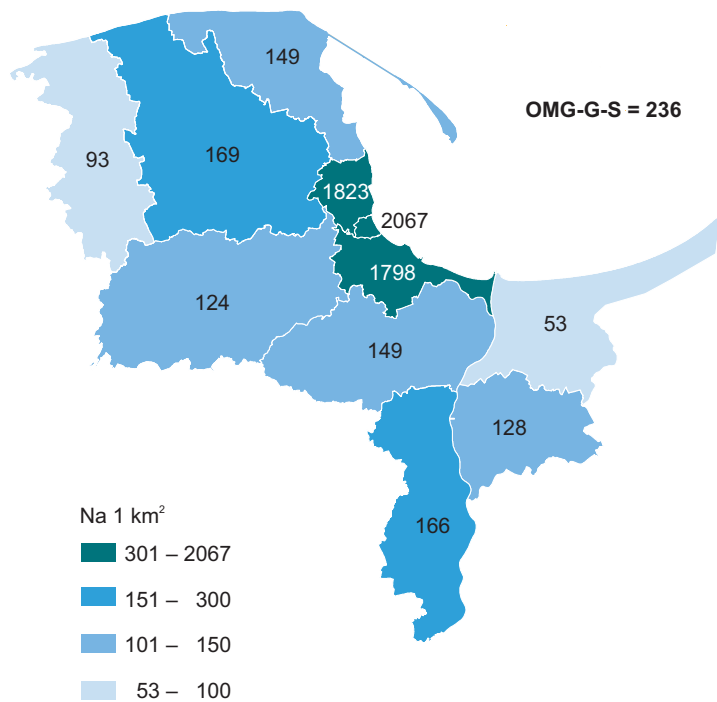 149
OMG-G-S = 236
93
169
1823
2067
1798
124
53
149
128
166
Na 1 km²
301 – 2067
151 – 300
101 – 150
53 – 100